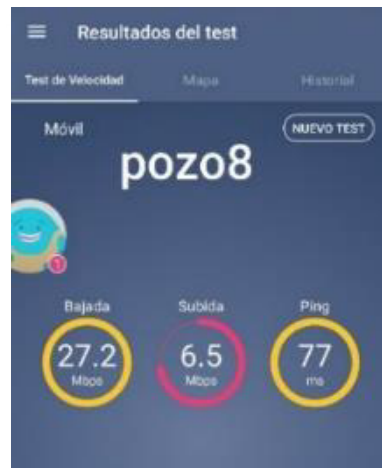 Resultados del test
Test de Velocidad Mapa Historial
Móvil NUEVO TEST
pozo8
1
Bajada Subida Ping
27.2 6.5 77
Mbps Mbps ms